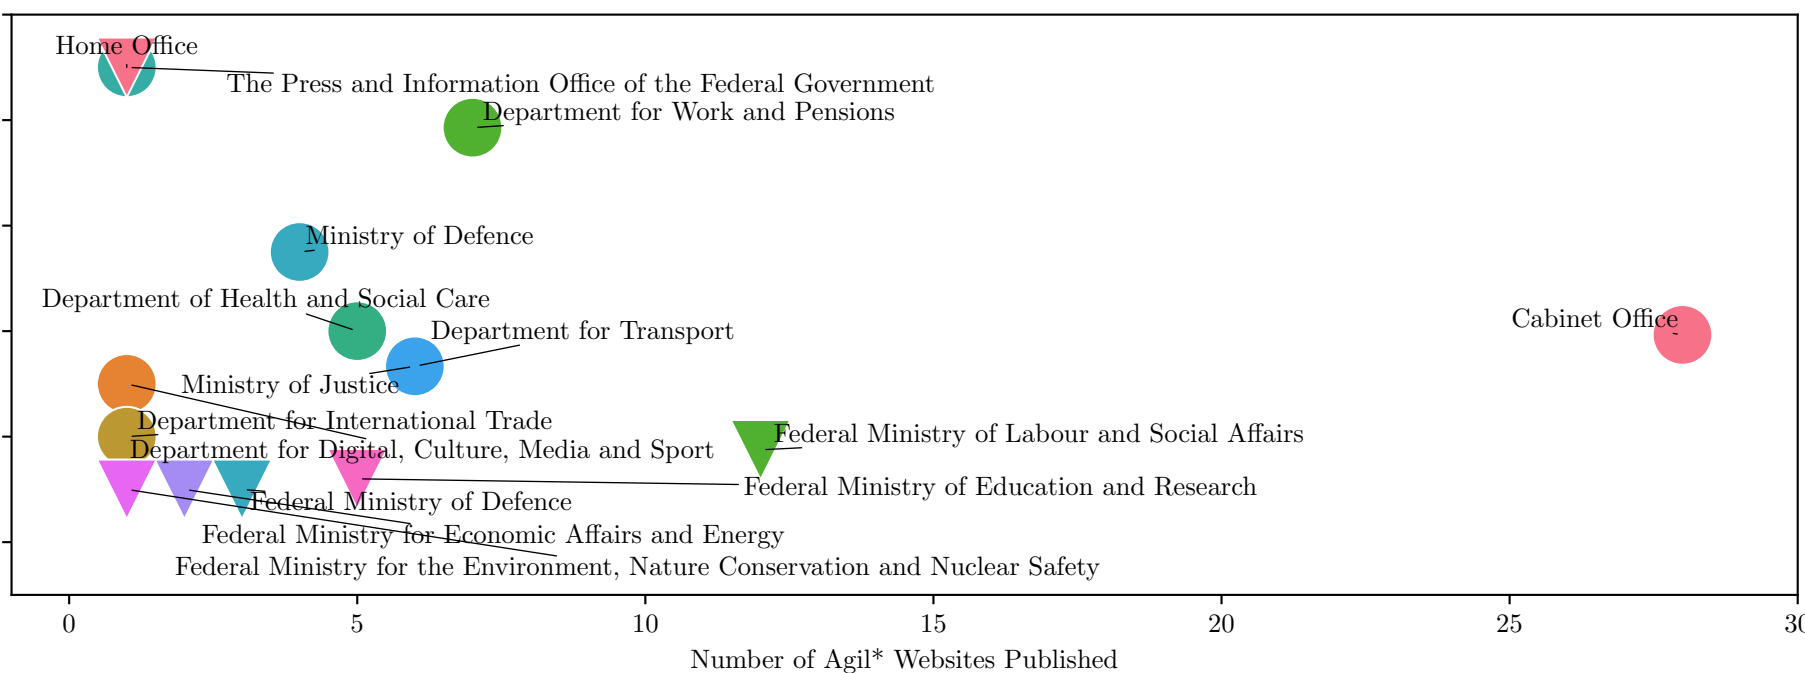 Home Office
The Press and Information Office of the Federal Government
Department for Work and Pensions
Ministry of Defence
Department of Health and Social Care
Cabinet Office
Department for Transport
Ministry of Justice
Department for International Trade
Federal Ministry of Labour and Social Affairs
Department for Digital, Culture, Media and Sport
Federal Ministry of Education and Research
Federal Ministry of Defence
Federal Ministry for Economic Affairs and Energy
Federal Ministry for the Environment, Nature Conservation and Nuclear Safety
0 5 10 15 20 25 30
Number of Agil* Websites Published